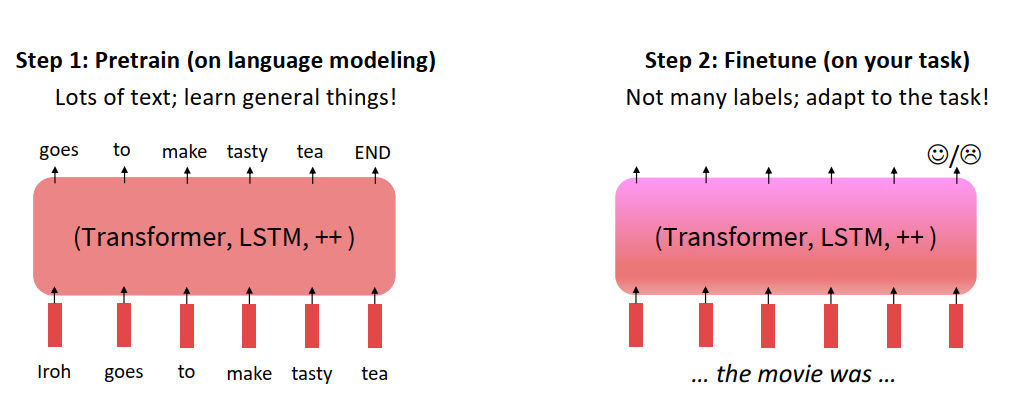 Step 1: Pretrain (on language modeling)
Lots of text; learn general things!
goes to make tasty tea END
(Transformer, LSTM, ++ )
Iroh goes to make tasty tea
Step 2: Finetune (on your task)
Not many labels; adapt to the task!
☺/☹
(Transformer, LSTM, ++ )
... the movie was ...